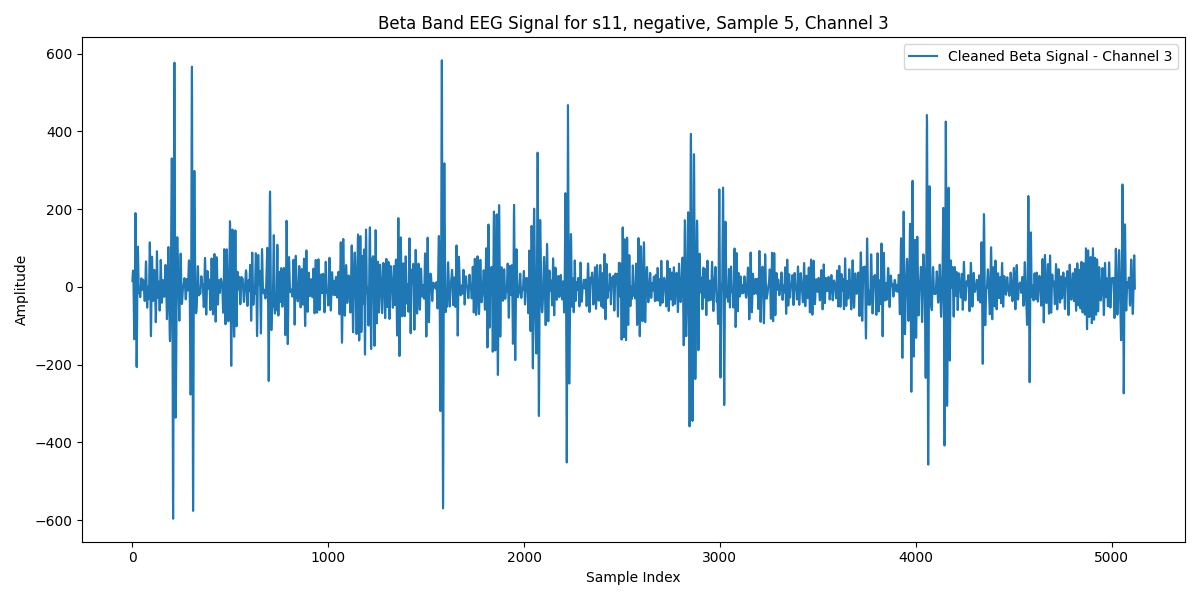 Beta Band EEG Signal for s11, negative, Sample 5, Channel 3
Cleaned Beta Signal - Channel 3
600
400
200
0
−200
−400
−600
Amplitude
0 1000 2000 3000 4000 5000
Sample Index